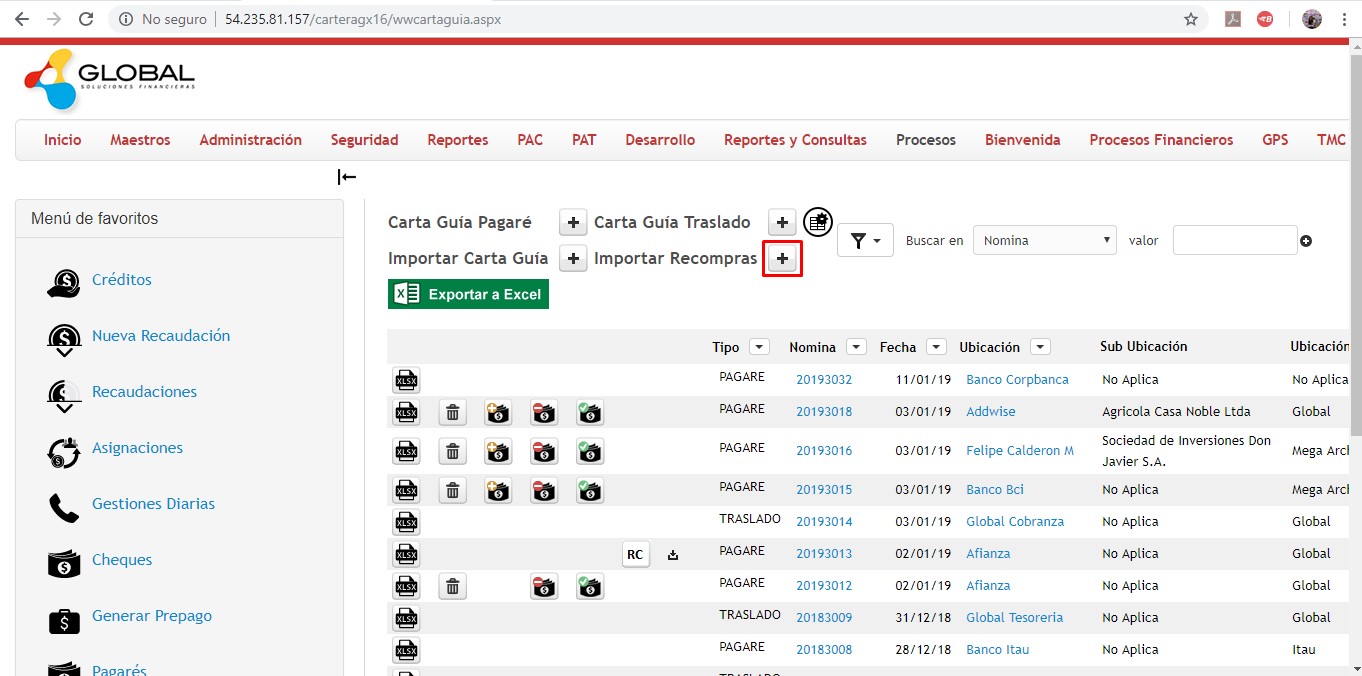 No seguro
54.235.81.157/carteragx16/wwcartaguia.aspx
GLOBAL
SOLUCIONES FINANCIERAS
Inicio Maestros Administración Seguridad Reportes PAC PAT Desarrollo Reportes y Consultas Procesos Bienvenida Procesos Financieros GPS TMC
Menú de favoritos
Créditos
Nueva Recaudación
Recaudaciones
Asignaciones
Gestiones Diarias
Cheques
Generar Prepago
Pagarés
Carta Guía Pagaré + Carta Guía Traslado +
Buscar en Nomina valor
Importar Carta Guía + Importar Recompras +
Exportar a Excel
Tipo Nomina Fecha Ubicación Sub Ubicación Ubicación
XLSX PAGARE 20193032 11/01/19 Banco Corpbanca No Aplica No Aplica
XLSX PAGARE 20193018 03/01/19 Addwise Agricola Casa Noble Ltda Global
XLSX PAGARE 20193016 03/01/19 Felipe Calderon M Sociedad de Inversiones Don Javier S.A. Mega Arch
XLSX PAGARE 20193015 03/01/19 Banco Bci No Aplica Mega Arch
XLSX TRASLADO 20193014 03/01/19 Global Cobranza No Aplica Global
XLSX RC PAGARE 20193013 02/01/19 Afianza No Aplica Global
XLSX PAGARE 20193012 02/01/19 Afianza No Aplica Global
XLSX TRASLADO 20183009 31/12/18 Global Tesoreria No Aplica Global
XLSX PAGARE 20183008 28/12/18 Banco Itau No Aplica Itau